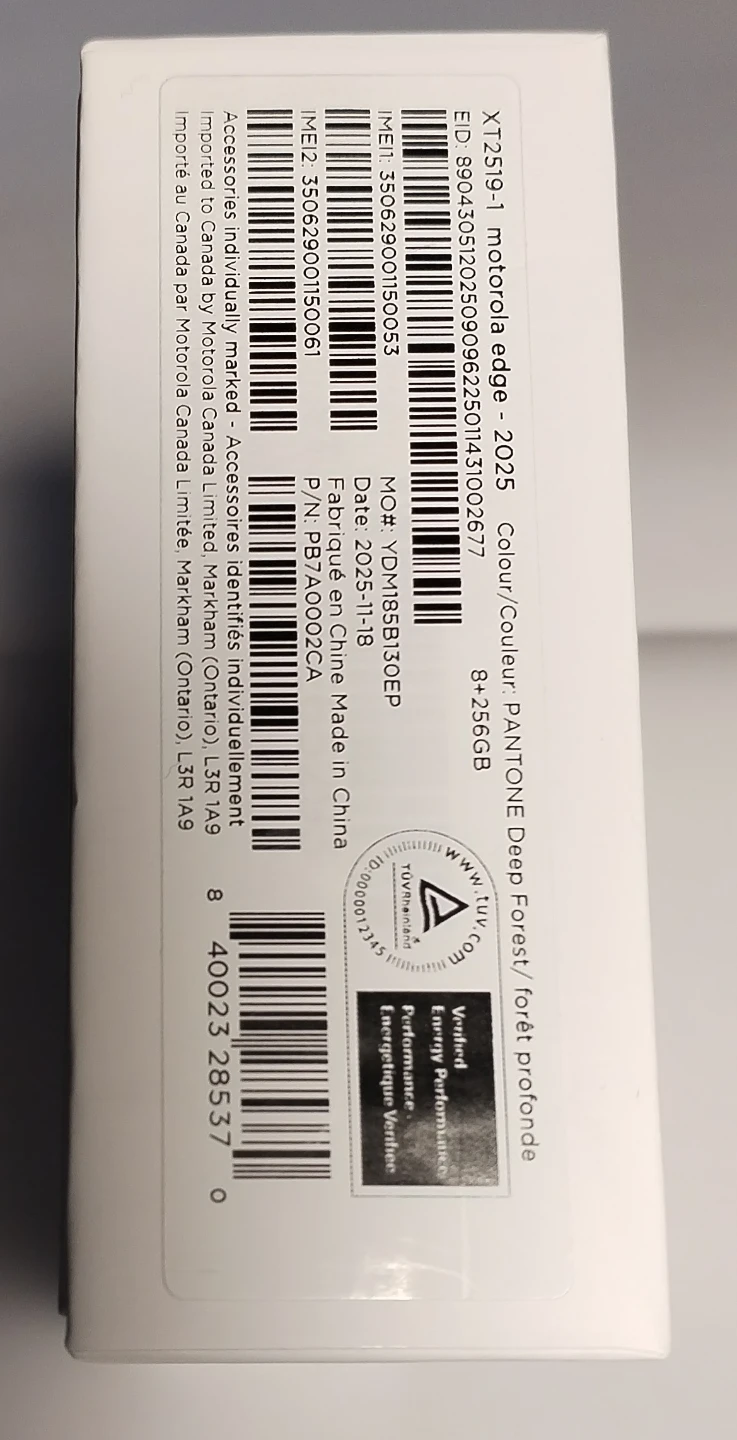 XT2519-1 motorola edge - 2025 Colour/Couleur: PANTONE Deep Forest/ forêt profonde
EID: 89043051202509096225011431002677
8+256GB
IMEI1: 350629001150053
IMEI2: 350629001150061
MO#: YDM185B130EP
Date: 2025-11-18
Fabriqué en Chine Made in China
P/N: PB7A0002CA
Accessories individually marked - Accessoires identifiés individuellement
Imported to Canada by Motorola Canada Limited, Markham (Ontario), L3R 1A9
Importé au Canada par Motorola Canada Limitée, Markham (Ontario), L3R 1A9
www.tuv.com
TÜVRheinland
ID:0000012345
Verified
Energy Performance
Performance
Energetique Verifiee
8 40023 28537 0